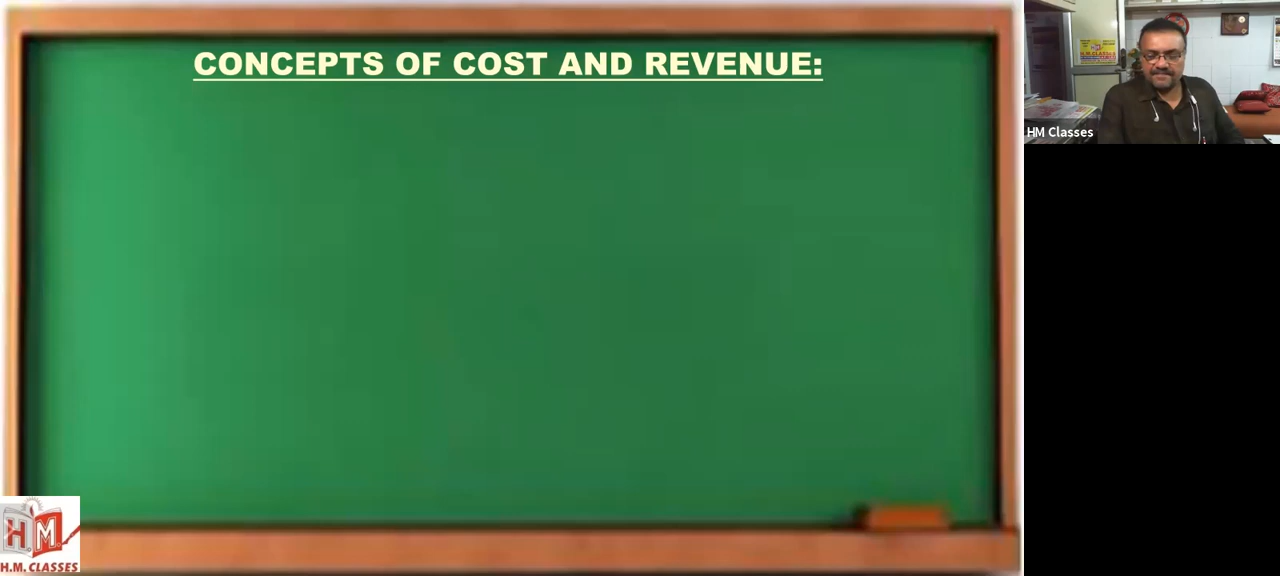 CONCEPTS OF COST AND REVENUE:
HM Classes
H.M.
H.M. CLASSES